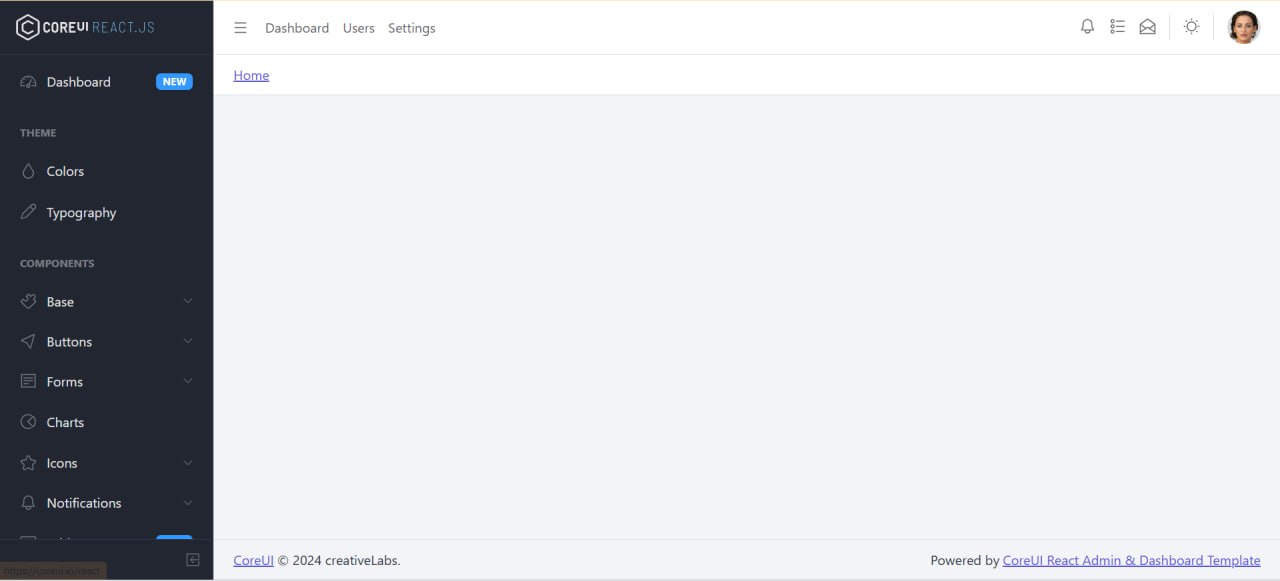 COREUI REACT.JS
Dashboard Users Settings
Home
Dashboard NEW
THEME
Colors
Typography
COMPONENTS
Base
Buttons
Forms
Charts
Icons
Notifications
https://coreui.io/react
CoreUI © 2024 creativeLabs.
Powered by CoreUI React Admin & Dashboard Template